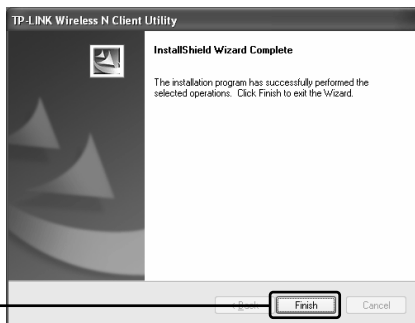 TP-LINK Wireless N Client Utility
InstallShield Wizard Complete
The installation program has successfully performed the
selected operations. Click Finish to exit the Wizard.
< Back
Finish
Cancel